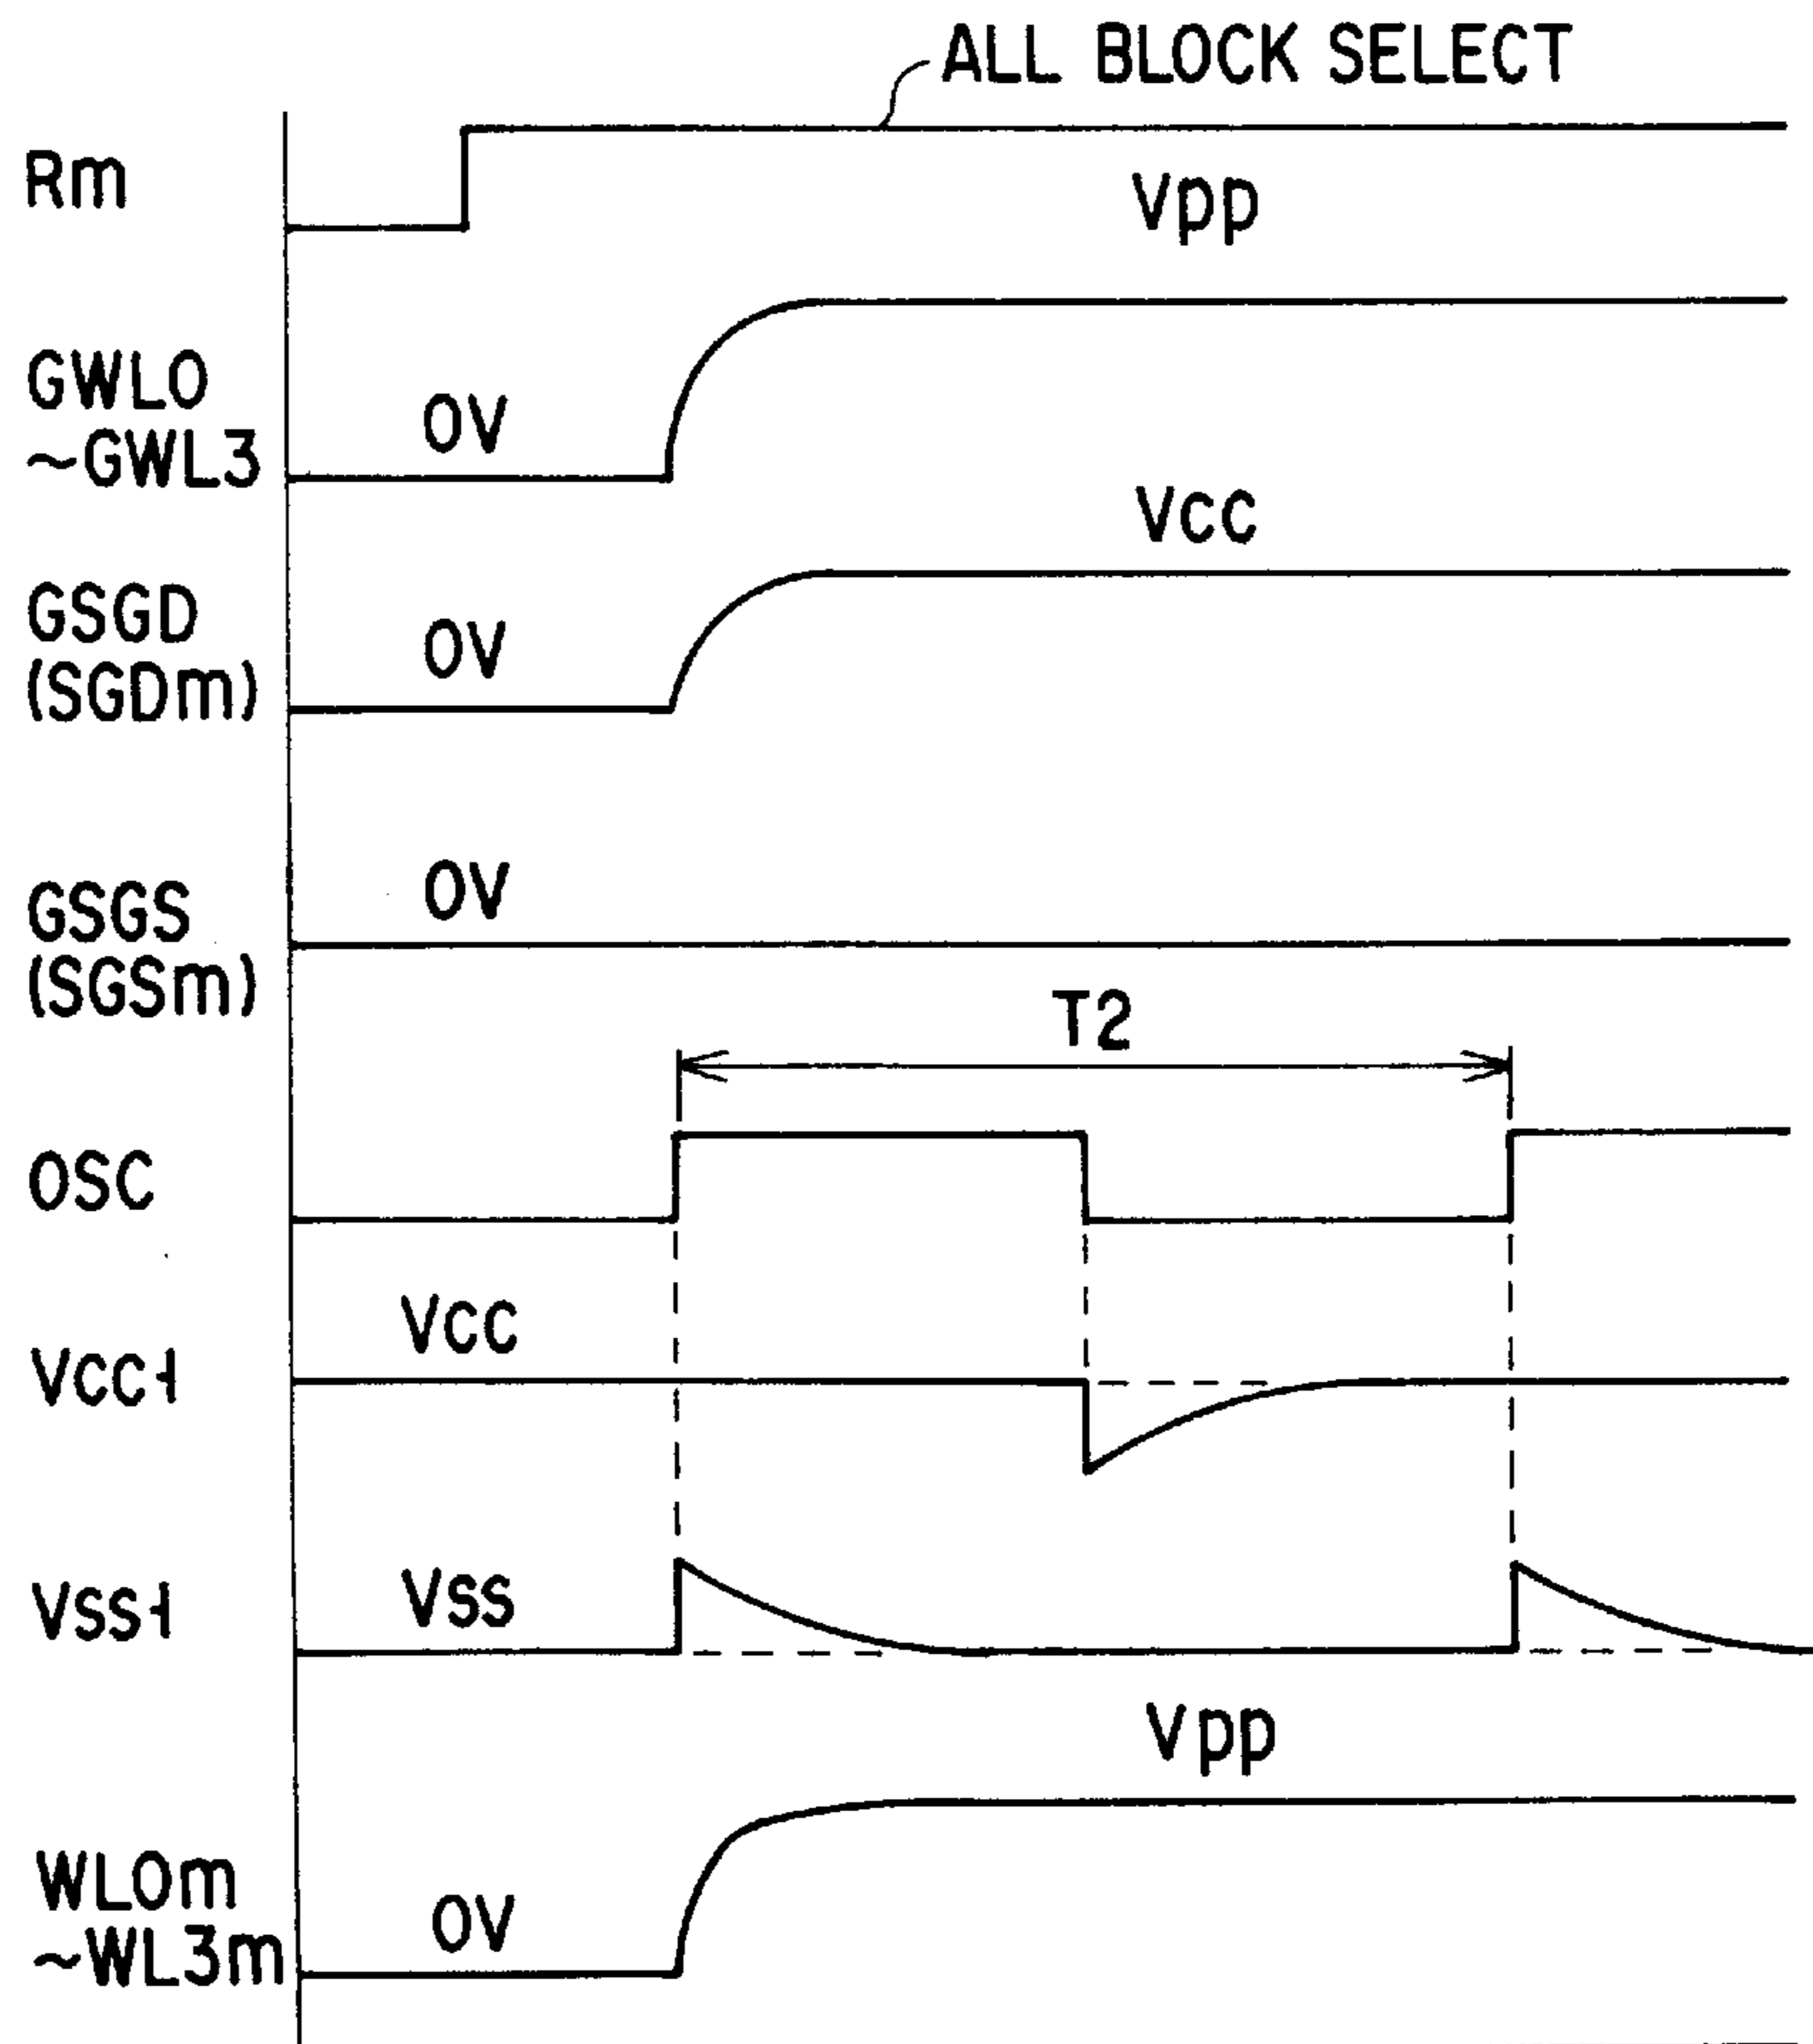 ALL BLOCK SELECT
Rm
Vpp
GWL0
~GWL3
0V
VCC
GSGD
(SGDm)
0V
GSGS
(SGSm)
0V
T2
OSC
VCC
VCC1
VSS
VSS1
Vpp
WL0m
~WL3m
0V